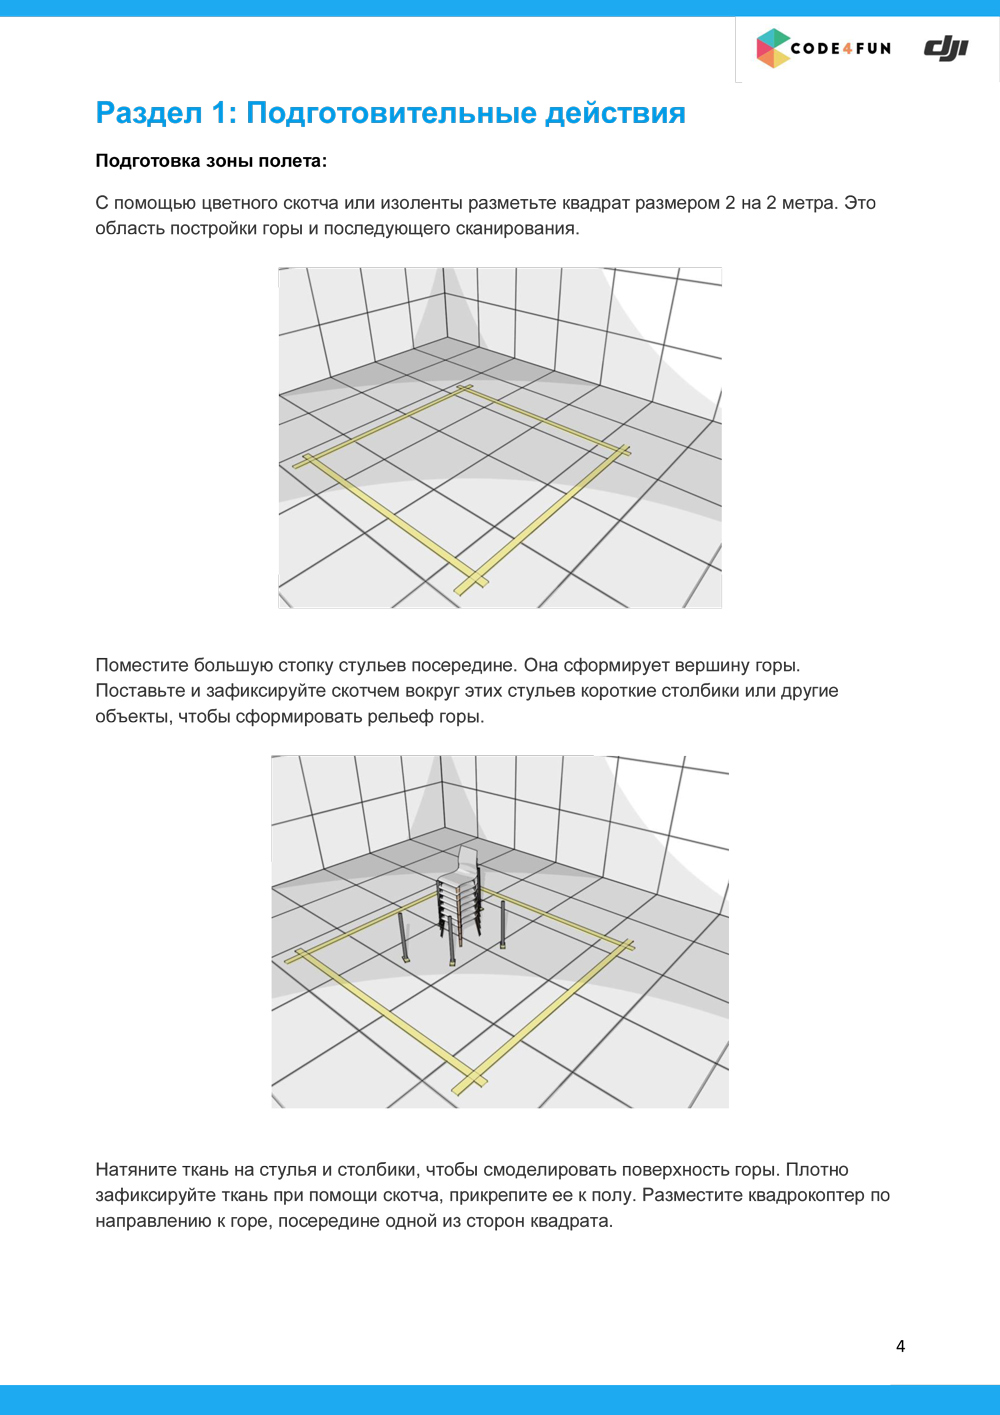 CODE4FUN dji
Раздел 1: Подготовительные действия
Подготовка зоны полета:
С помощью цветного скотча или изоленты разметьте квадрат размером 2 на 2 метра. Это
область постройки горы и последующего сканирования.
Поместите большую стопку стульев посередине. Она сформирует вершину горы.
Поставьте и зафиксируйте скотчем вокруг этих стульев короткие столбики или другие
объекты, чтобы сформировать рельеф горы.
Натяните ткань на стулья и столбики, чтобы смоделировать поверхность горы. Плотно
зафиксируйте ткань при помощи скотча, прикрепите ее к полу. Разместите квадрокоптер по
направлению к горе, посередине одной из сторон квадрата.
4